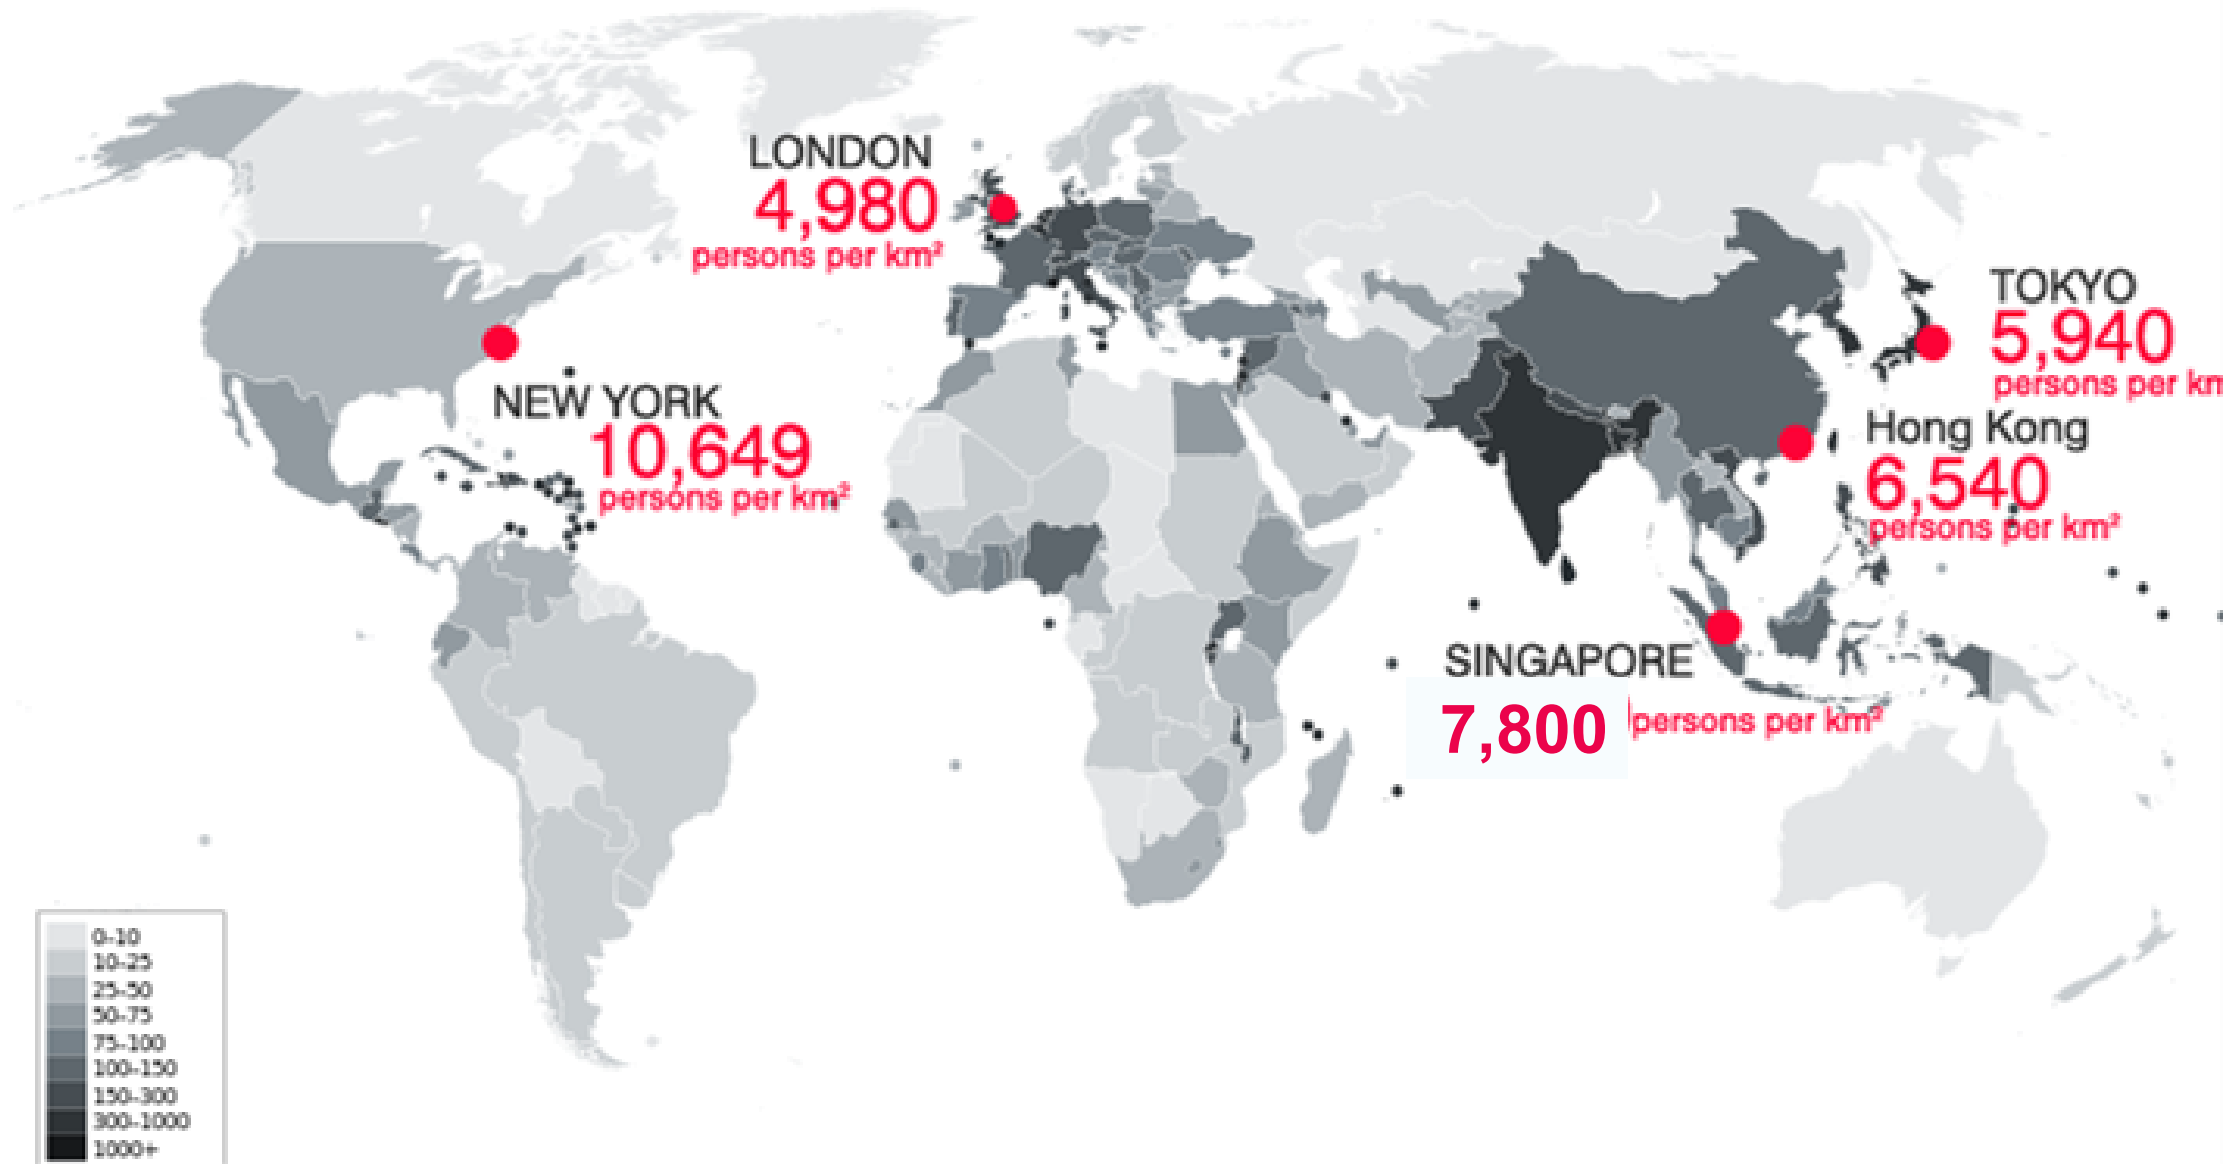 LONDON
4,980
persons per km²
TOKYO
5,940
persons per km
NEW YORK
10,649
persons per km²
Hong Kong
6,540
persons per km²
SINGAPORE
7,800 persons per km²
0-10
10-25
25-50
50-75
75-100
100-150
150-300
300-1000
1000+